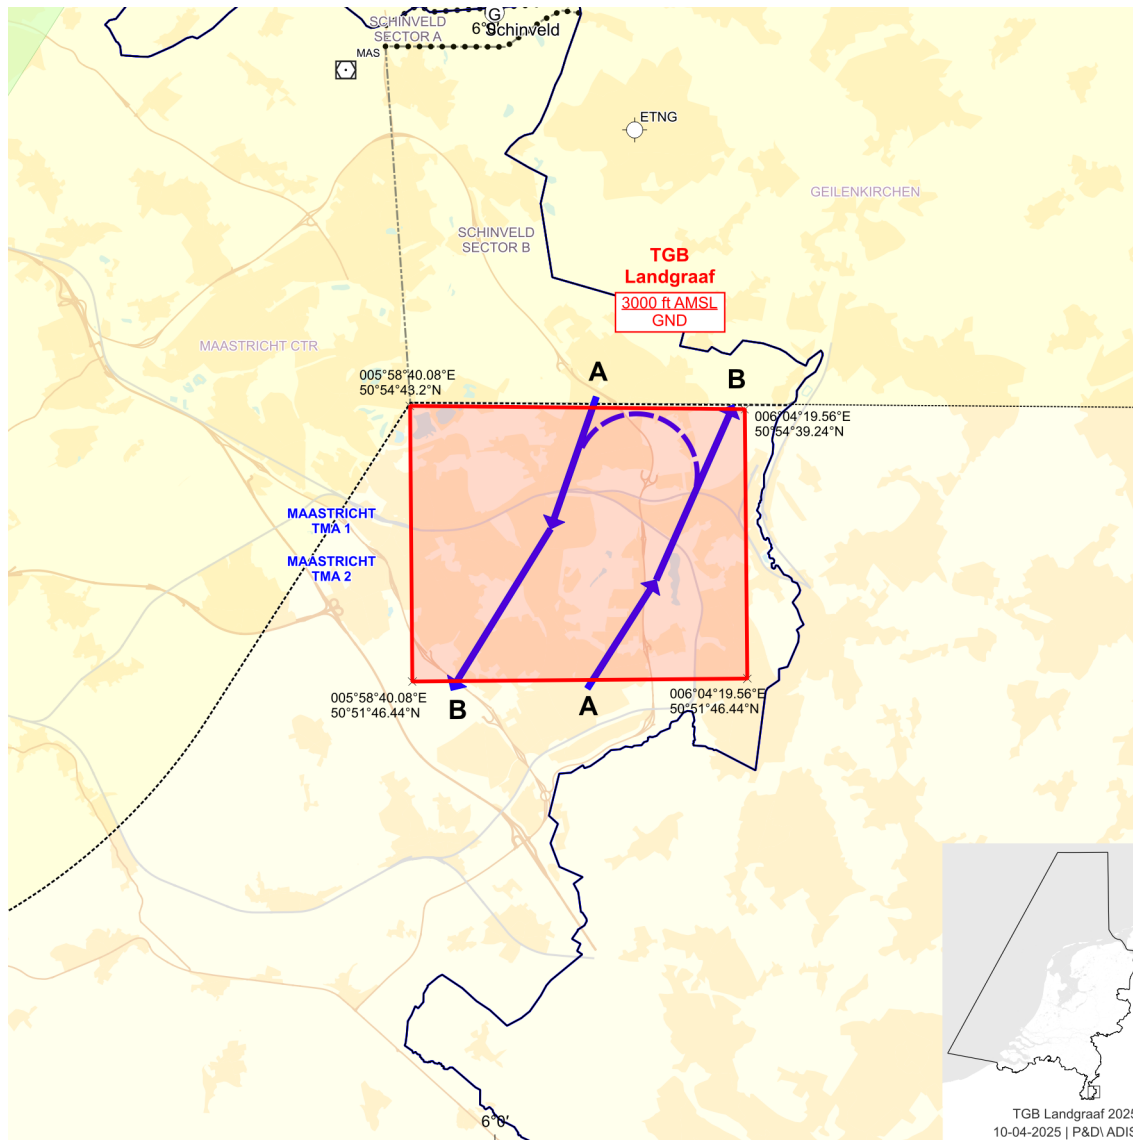 SCHINVELD
SECTOR A
G
6°0'
Schinveld
MAS
ETNG
GEILENKIRCHEN
SCHINVELD
SECTOR B
TGB
Landgraaf
3000 ft AMSL
GND
MAASTRICHT CTR
005°58'40.08"E
50°54'43.2"N
A
B
006°04'19.56"E
50°54'39.24"N
MAASTRICHT
TMA 1
MAASTRICHT
TMA 2
005°58'40.08"E
50°51'46.44"N
B
A
006°04'19.56"E
50°51'46.44"N
6°0'
TGB Landgraaf 2025
10-04-2025 | P&D\ ADIS